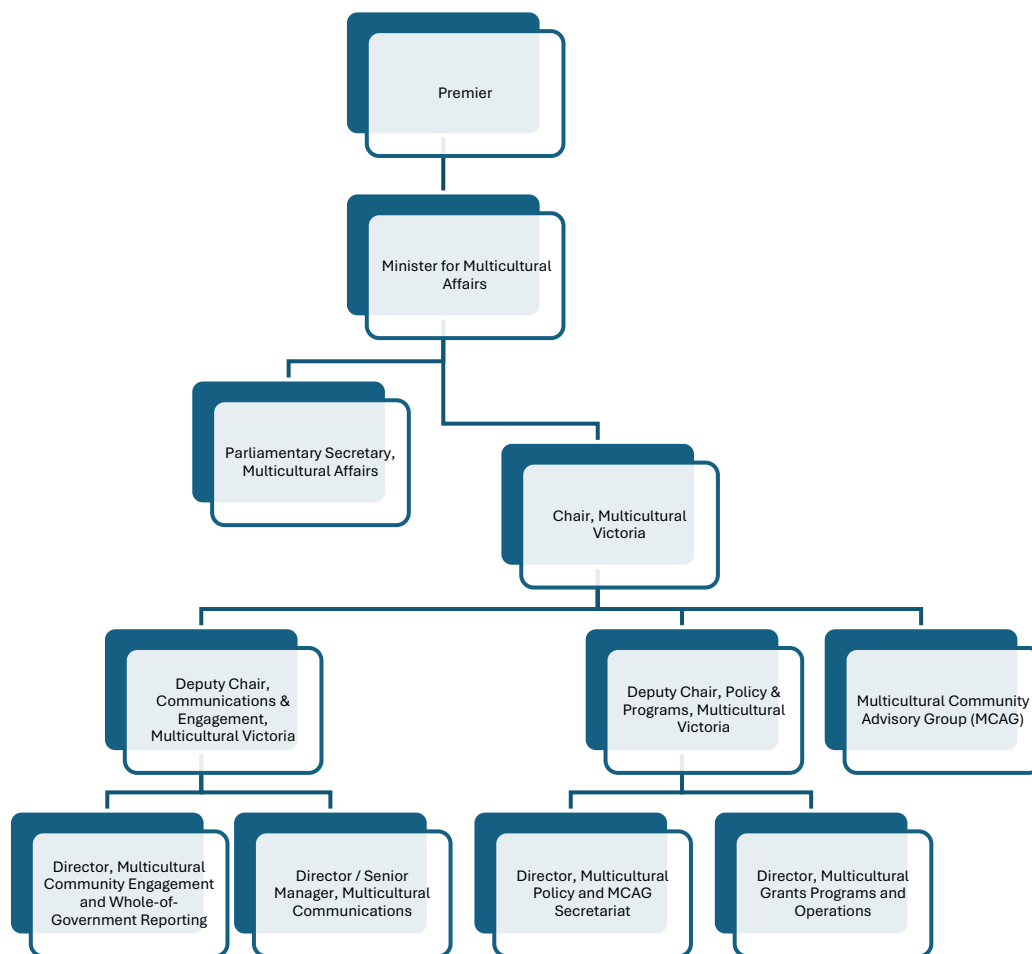 Premier
Minister for Multicultural
Affairs
Parliamentary Secretary,
Multicultural Affairs
Chair, Multicultural
Victoria
Deputy Chair,
Communications &
Engagement,
Multicultural Victoria
Deputy Chair, Policy &
Programs, Multicultural
Victoria
Multicultural Community
Advisory Group (MCAG)
Director, Multicultural
Community Engagement
and Whole-of-
Government Reporting
Director / Senior
Manager, Multicultural
Communications
Director, Multicultural
Policy and MCAG
Secretariat
Director, Multicultural
Grants Programs and
Operations